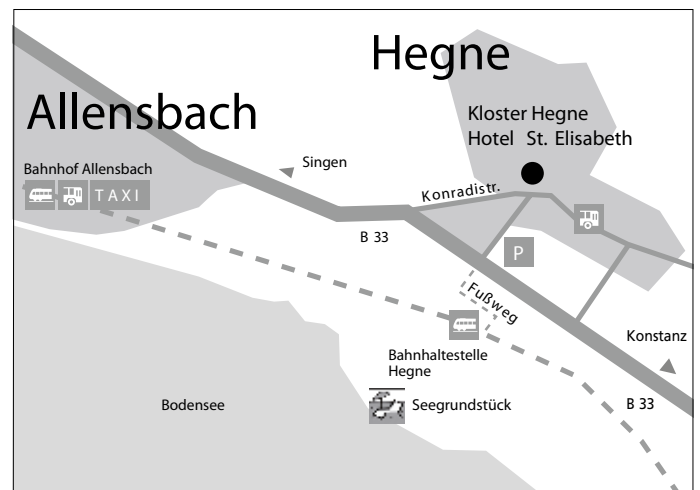 Hegne
Allensbach
Kloster Hegne
Hotel St. Elisabeth
Bahnhof Allensbach
Singen
TAXI
Konradistr.
B 33
P
Fußweg
Konstanz
Bahnhaltestelle
Hegne
Bodensee
Seegrundstück
B 33